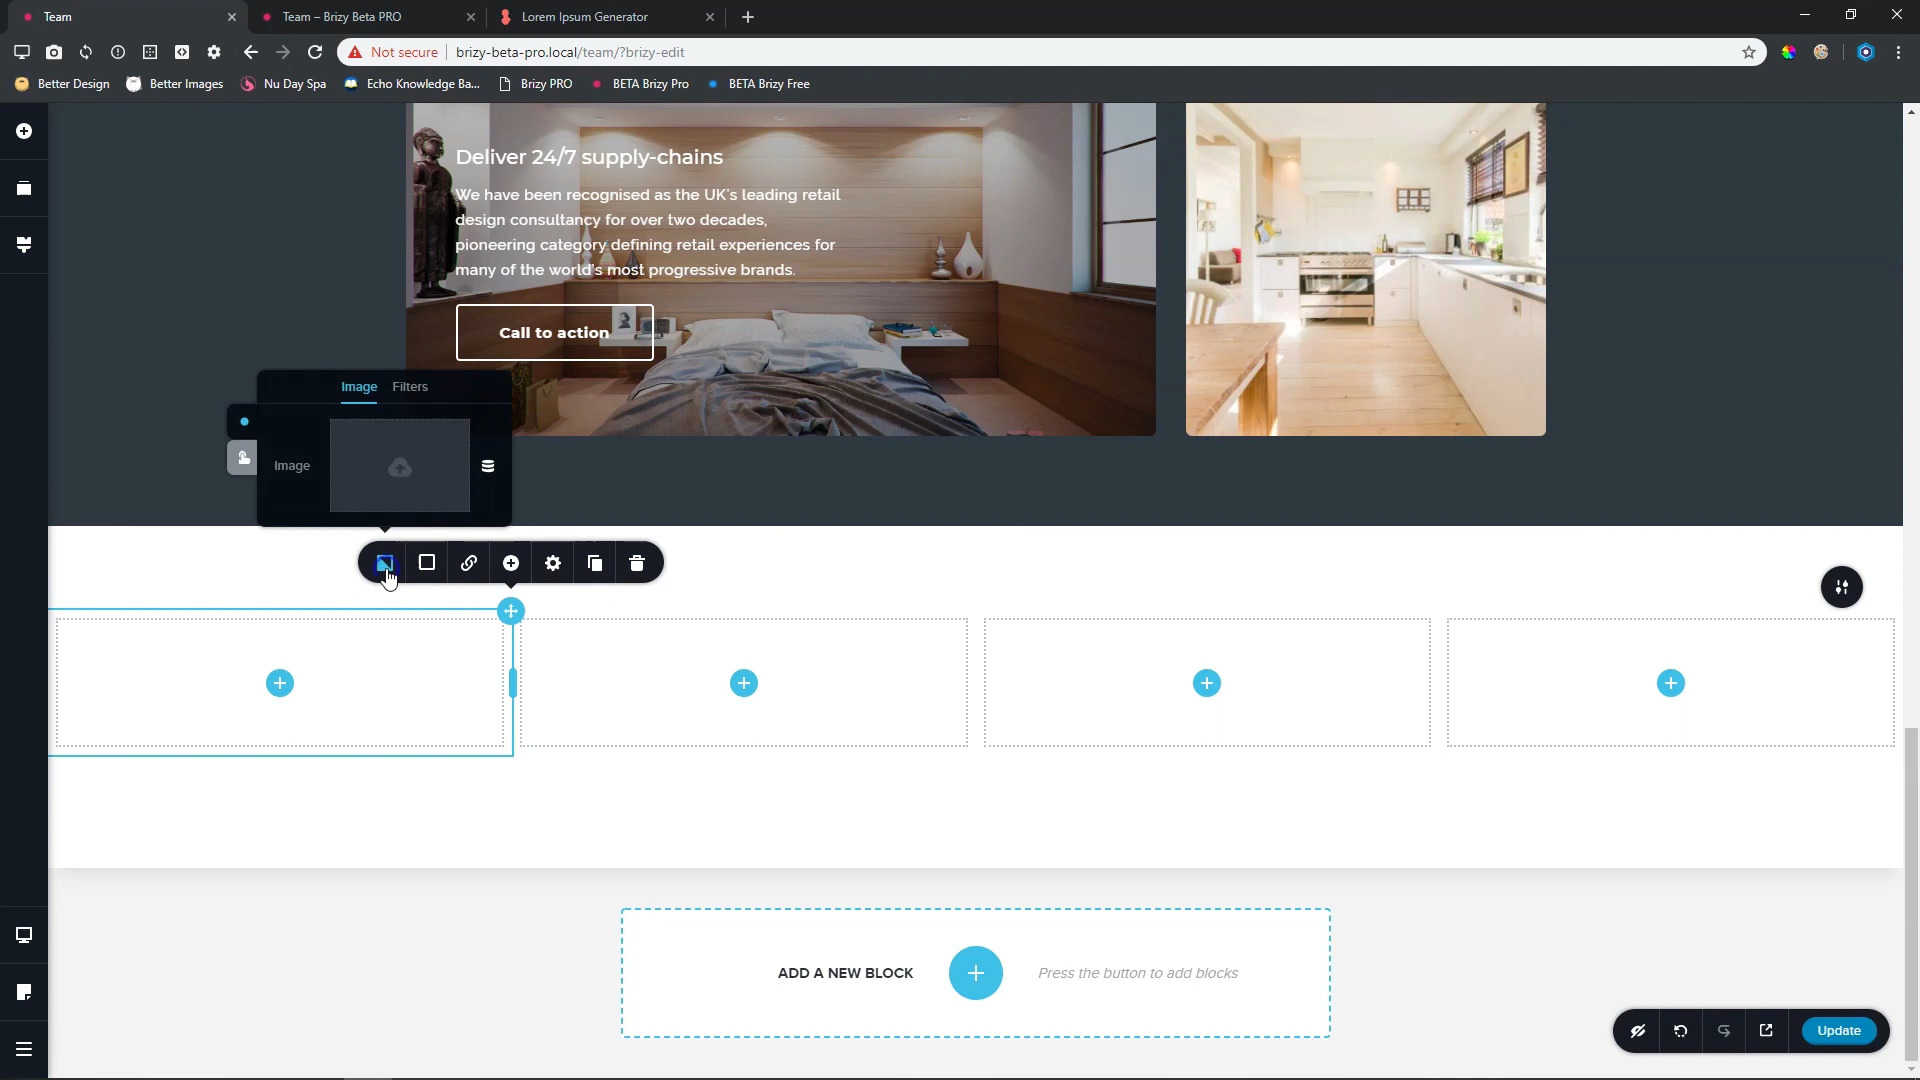 Team
Team – Brizy Beta PRO
Lorem Ipsum Generator
Not secure
brizy-beta-pro.local/team/?brizy-edit
Better Design
Better Images
Nu Day Spa
Echo Knowledge Ba...
Brizy PRO
BETA Brizy Pro
BETA Brizy Free
Deliver 24/7 supply-chains
We have been recognised as the UK's leading retail
design consultancy for over two decades,
pioneering category defining retail experiences for
many of the world's most progressive brands.
Call to action
Image
Filters
Image
ADD A NEW BLOCK
Press the button to add blocks
Update